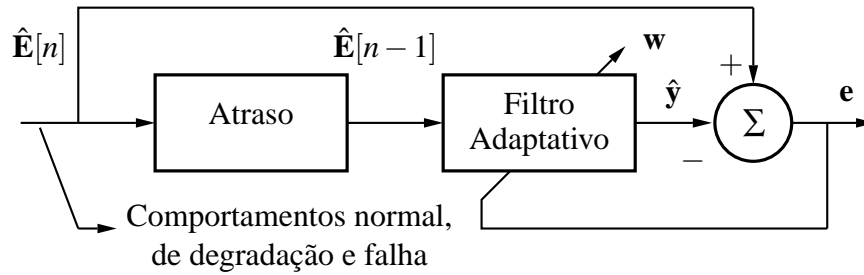 Ê[n]
Ê[n − 1]
w
Atraso
Filtro
Adaptativo
ŷ
+
−
Σ
e
Comportamentos normal,
de degradação e falha